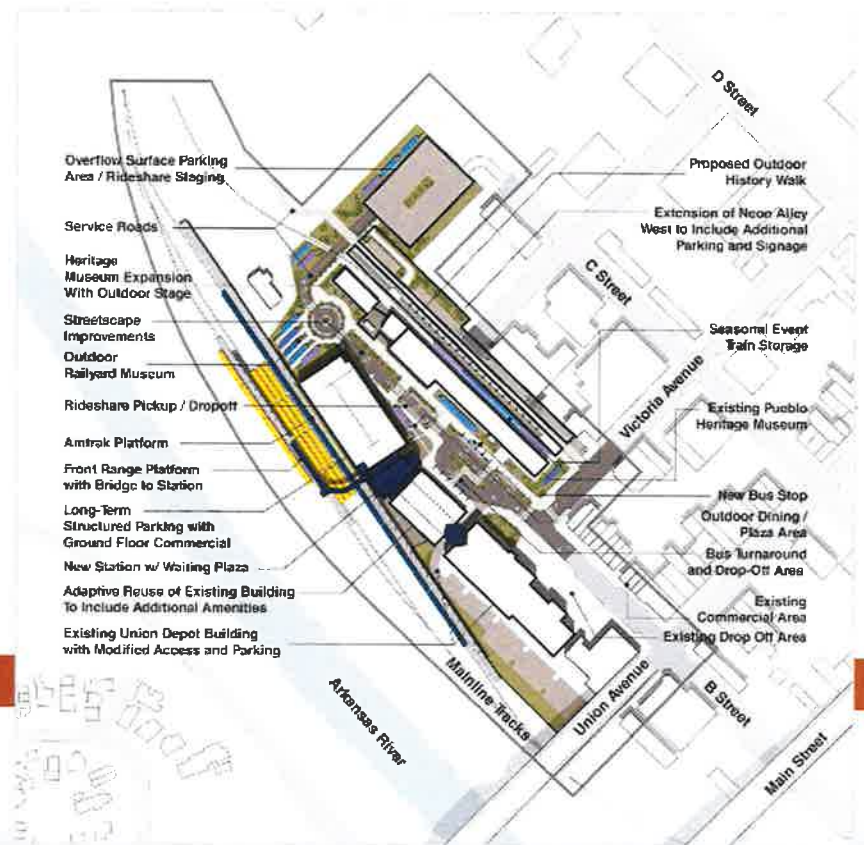 D Street
Overflow Surface Parking
Area / Rideshare Staging
Service Roads
Heritage
Museum Expansion
With Outdoor Stage
Streetscape
Improvements
Outdoor
Railyard Museum
Rideshare Pickup / Dropoff
Amtrak Platform
Front Range Platform
with Bridge to Station
Long-Term
Structured Parking with
Ground Floor Commercial
New Station w/ Waiting Plaza
Adaptive Reuse of Existing Building
To Include Additional Amenities
Existing Union Depot Building
with Modified Access and Parking
Proposed Outdoor
History Walk
Extension of Neon Alley
West to Include Additional
Parking and Signage
C Street
Seasonal Event
Train Storage
Victoria Avenue
Existing Pueblo
Heritage Museum
New Bus Stop
Outdoor Dining /
Plaza Area
Bus Turnaround
and Drop-Off Area
Existing
Commercial Area
Existing Drop Off Area
Mainline Tracks
Arkansas River
Union Avenue
B Street
Main Street